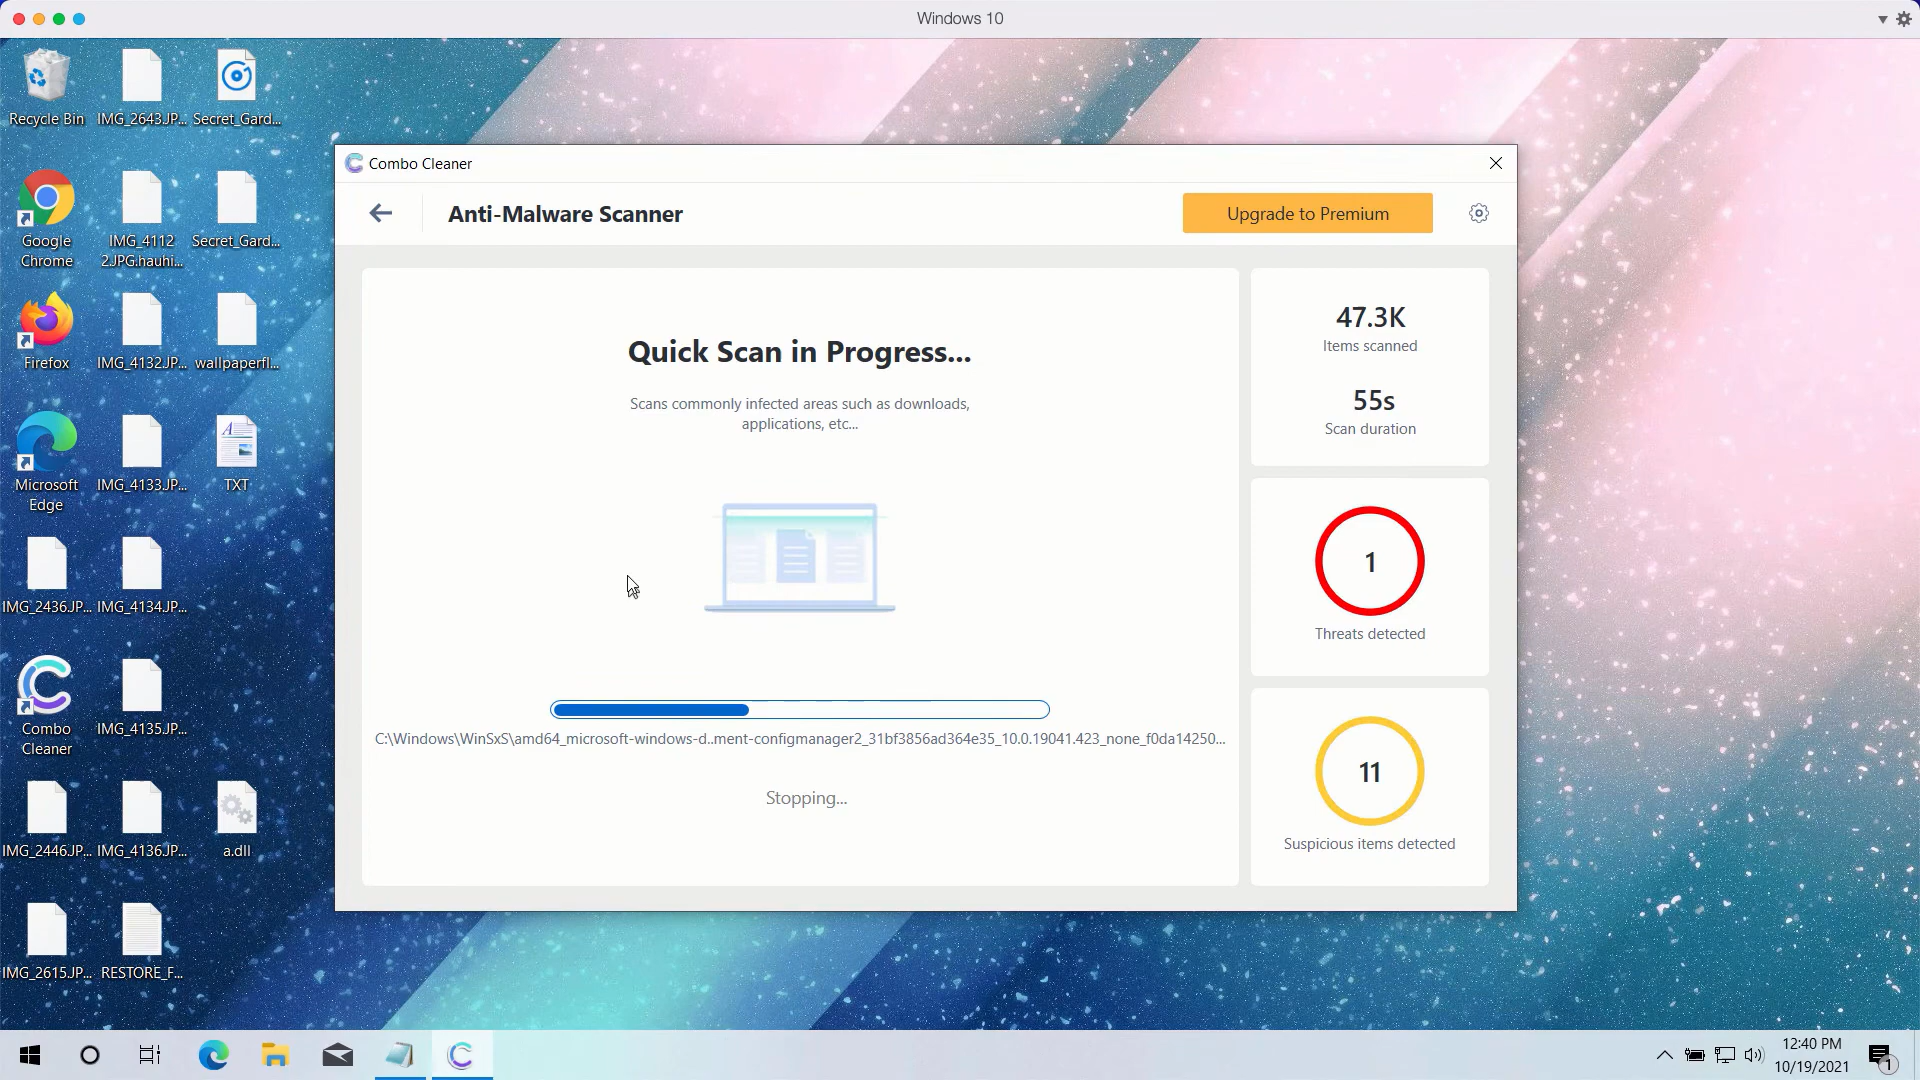 Windows 10
Recycle Bin
IMG_2643.JP...
Secret_Gard...
Google
Chrome
IMG_4112
2.JPG.hauhi...
Secret_Gard...
Firefox
IMG_4132.JP...
wallpaperfl...
Microsoft
Edge
IMG_4133.JP...
TXT
IMG_2436.JP...
IMG_4134.JP...
Combo
Cleaner
IMG_4135.JP...
IMG_2446.JP...
IMG_4136.JP...
a.dll
IMG_2615.JP...
RESTORE_F...
Combo Cleaner
Anti-Malware Scanner
Upgrade to Premium
Quick Scan in Progress...
Scans commonly infected areas such as downloads,
applications, etc...
C:\Windows\WinSxS\amd64_microsoft-windows-d..ment-configmanager2_31bf3856ad364e35_10.0.19041.423_none_f0da14250...
Stopping...
47.3K
Items scanned
55s
Scan duration
1
Threats detected
11
Suspicious items detected
12:40 PM
10/19/2021
1